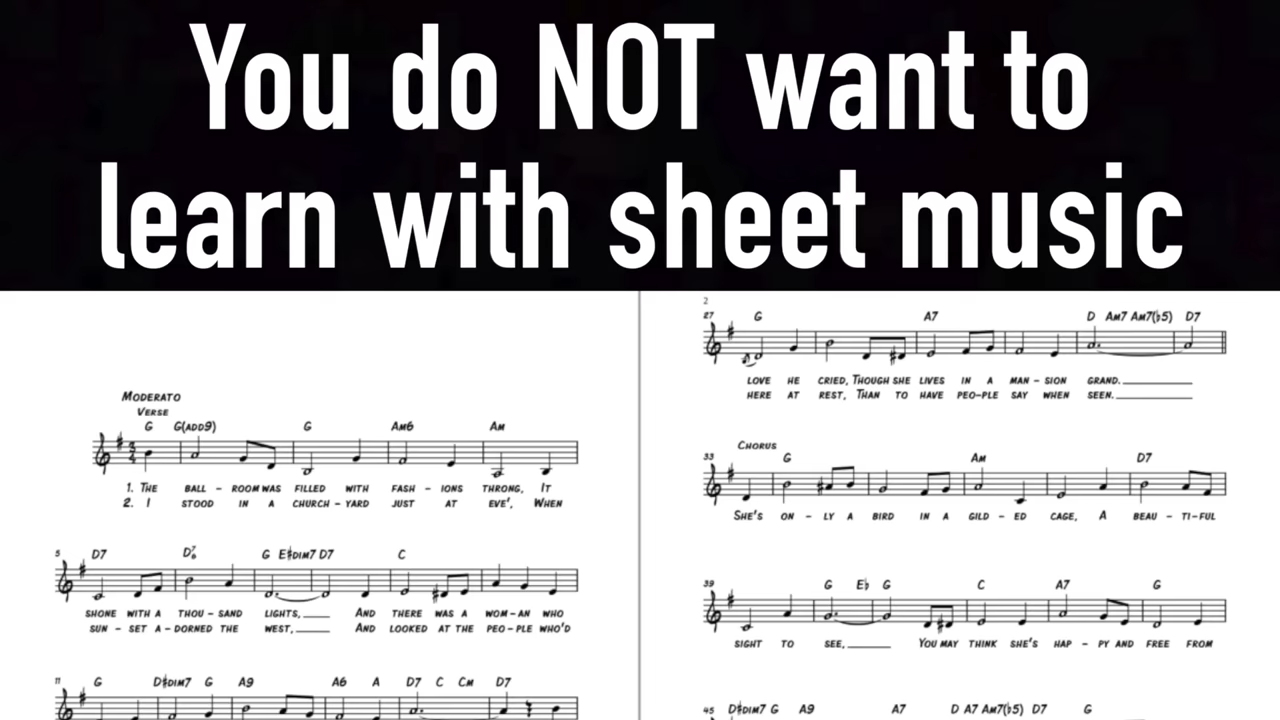 You do NOT want to
learn with sheet music
MODERATO
VERSE
G G(ADD9) G AM6 AM
3
4
1. THE BALL - ROOM WAS FILLED WITH FASH - IONS THRONG, IT
2. I STOOD IN A CHURCH - YARD JUST AT EVE', WHEN
5
D7 D7 6 G E♯DIM7 D7 C
SHONE WITH A THOU - SAND LIGHTS, AND THERE WAS A WOM - AN WHO
SUN - SET A - DORNED THE WEST, AND LOOKED AT THE PEO - PLE WHO'D
11
G D♯DIM7 G A9 A6 A D7 C CM D7
2
27
G A7 D AM7 AM7(♭5) D7
LOVE HE CRIED, THOUGH SHE LIVES IN A MAN - SION GRAND.
HERE AT REST, THAN TO HAVE PEO-PLE SAY WHEN SEEN.
CHORUS
33
G AM D7
SHE'S ON - LY A BIRD IN A GILD - ED CAGE, A BEAU - TI-FUL
39
G E♭ G C A7 G
SIGHT TO SEE, YOU MAY THINK SHE'S HAP - PY AND FREE FROM
45
D♯DIM7 G A9 A7 D A7 AM7(♭5) D7 G